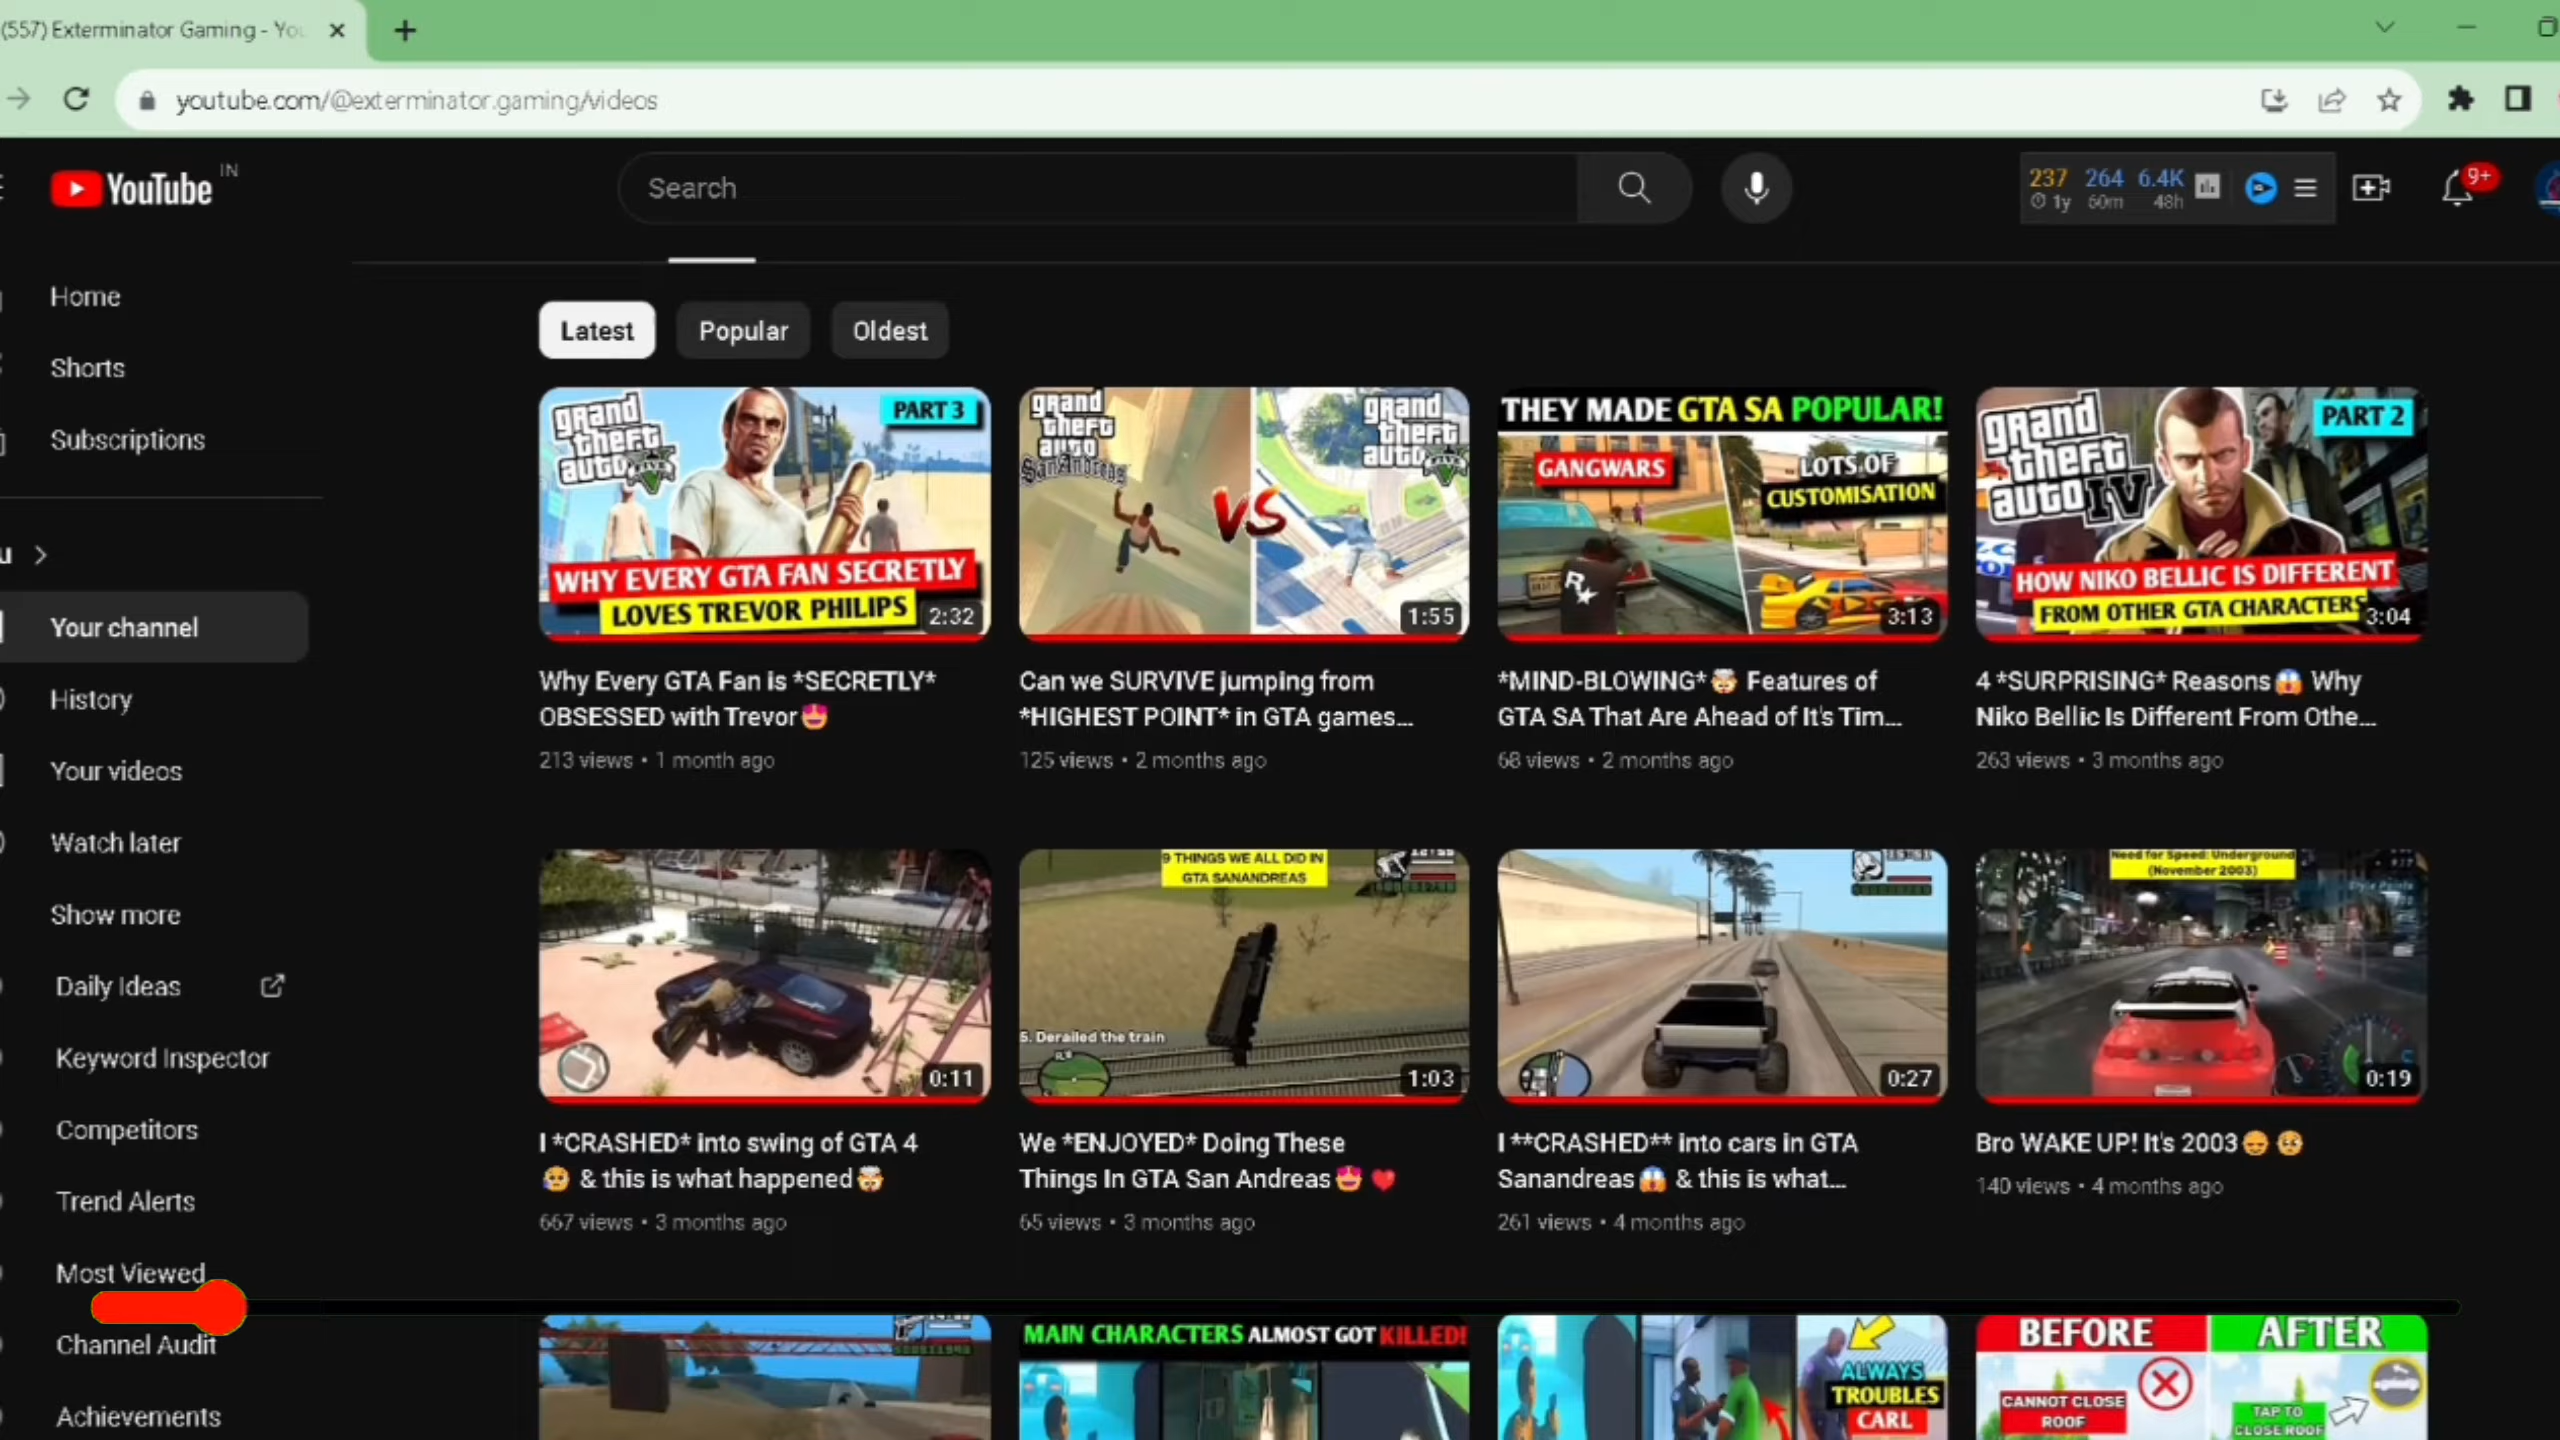 (557) Exterminator Gaming - You
youtube.com/@exterminator.gaming/videos
YouTube IN
Search
237 264 6.4K
1y 60m 48h
9+
Home
Shorts
Subscriptions
u
Your channel
History
Your videos
Watch later
Show more
Daily Ideas
Keyword Inspector
Competitors
Trend Alerts
Most Viewed
Channel Audit
Achievements
Latest Popular Oldest
grand
theft
auto
FIVE
PART 3
WHY EVERY GTA FAN SECRETLY
LOVES TREVOR PHILIPS
2:32
Why Every GTA Fan is *SECRETLY*
OBSESSED with Trevor😍
213 views • 1 month ago
grand
theft
auto
SanAndreas
VS
grand
theft
auto
FIVE
1:55
Can we SURVIVE jumping from
*HIGHEST POINT* in GTA games...
125 views • 2 months ago
THEY MADE GTA SA POPULAR!
GANGWARS
LOTS OF
CUSTOMISATION
R
3:13
*MIND-BLOWING*🤯 Features of
GTA SA That Are Ahead of It's Tim...
68 views • 2 months ago
grand
theft
auto IV
PART 2
HOW NIKO BELLIC IS DIFFERENT
FROM OTHER GTA CHARACTERS
3:04
4 *SURPRISING* Reasons😱 Why
Niko Bellic Is Different From Othe...
263 views • 3 months ago
0:11
I *CRASHED* into swing of GTA 4
😥 & this is what happened🤯
667 views • 3 months ago
9 THINGS WE ALL DID IN
GTA SANANDREAS
5. Derailed the train
1:03
We *ENJOYED* Doing These
Things In GTA San Andreas😍 ❤️
65 views • 3 months ago
0:27
I **CRASHED** into cars in GTA
Sanandreas😱 & this is what...
261 views • 4 months ago
Need for Speed: Underground
(November 2003)
0:19
Bro WAKE UP! It's 2003😔 🥺
140 views • 4 months ago
MAIN CHARACTERS ALMOST GOT KILLED!
ALWAYS
TROUBLES
CARL
BEFORE AFTER
CANNOT CLOSE
ROOF
TAP TO
CLOSE ROOF